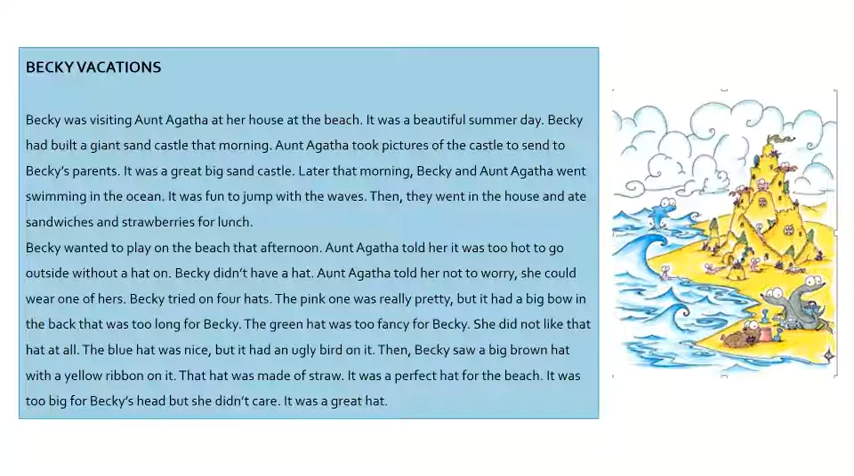 BECKY VACATIONS
Becky was visiting Aunt Agatha at her house at the beach. It was a beautiful summer day. Becky
had built a giant sand castle that morning. Aunt Agatha took pictures of the castle to send to
Becky's parents. It was a great big sand castle. Later that morning, Becky and Aunt Agatha went
swimming in the ocean. It was fun to jump with the waves. Then, they went in the house and ate
sandwiches and strawberries for lunch.
Becky wanted to play on the beach that afternoon. Aunt Agatha told her it was too hot to go
outside without a hat on. Becky didn't have a hat. Aunt Agatha told her not to worry, she could
wear one of hers. Becky tried on four hats. The pink one was really pretty, but it had a big bow in
the back that was too long for Becky. The green hat was too fancy for Becky. She did not like that
hat at all. The blue hat was nice, but it had an ugly bird on it. Then, Becky saw a big brown hat
with a yellow ribbon on it. That hat was made of straw. It was a perfect hat for the beach. It was
too big for Becky's head but she didn't care. It was a great hat.